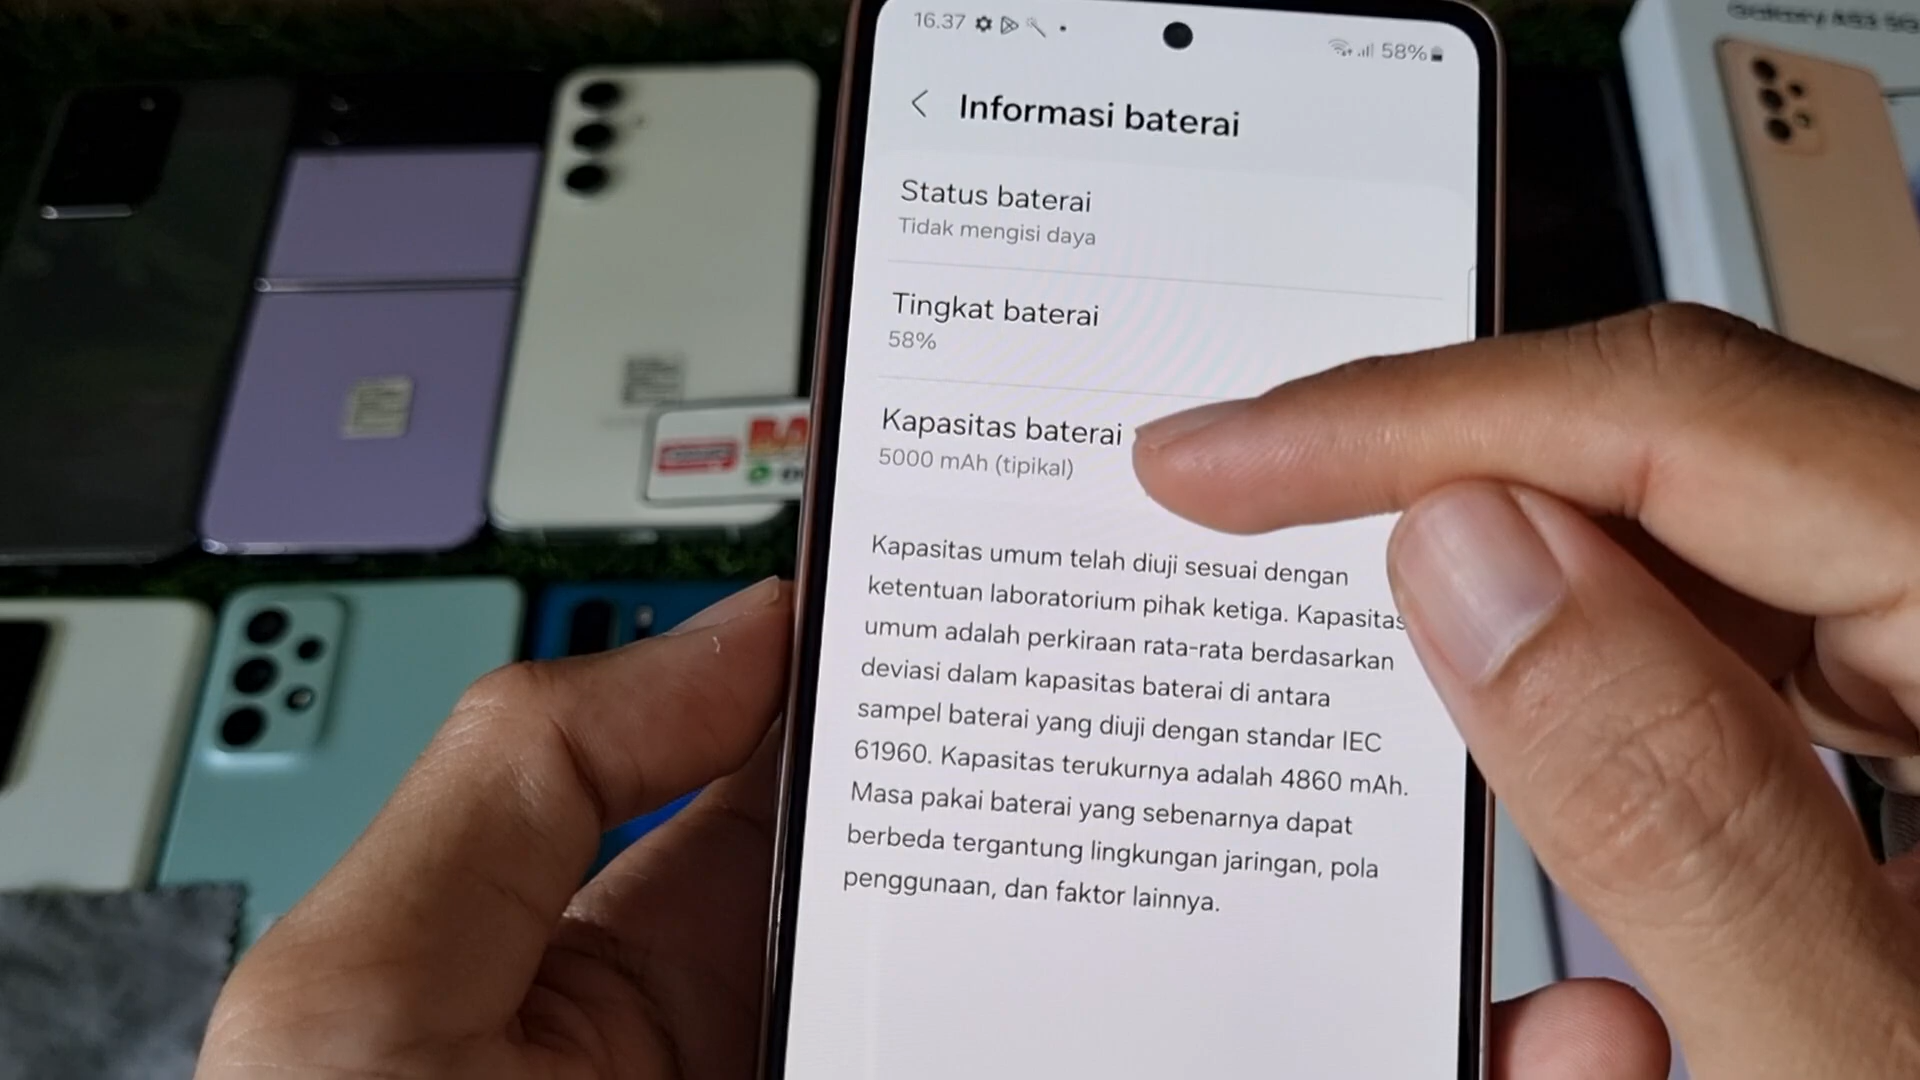 16.37
58%
Informasi baterai
Status baterai
Tidak mengisi daya
Tingkat baterai
58%
Kapasitas baterai
5000 mAh (tipikal)
Kapasitas umum telah diuji sesuai dengan
ketentuan laboratorium pihak ketiga. Kapasitas
umum adalah perkiraan rata-rata berdasarkan
deviasi dalam kapasitas baterai di antara
sampel baterai yang diuji dengan standar IEC
61960. Kapasitas terukurnya adalah 4860 mAh.
Masa pakai baterai yang sebenarnya dapat
berbeda tergantung lingkungan jaringan, pola
penggunaan, dan faktor lainnya.
Galaxy A53 5G